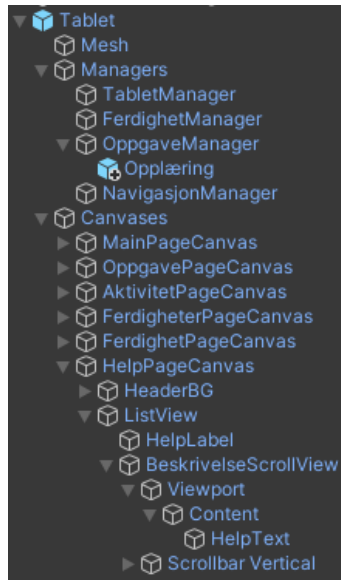 Tablet
Mesh
Managers
TabletManager
FerdighetManager
OppgaveManager
Opplæring
NavigasjonManager
Canvases
MainPageCanvas
OppgavePageCanvas
AktivitetPageCanvas
FerdigheterPageCanvas
FerdighetPageCanvas
HelpPageCanvas
HeaderBG
ListView
HelpLabel
BeskrivelseScrollView
Viewport
Content
HelpText
Scrollbar Vertical